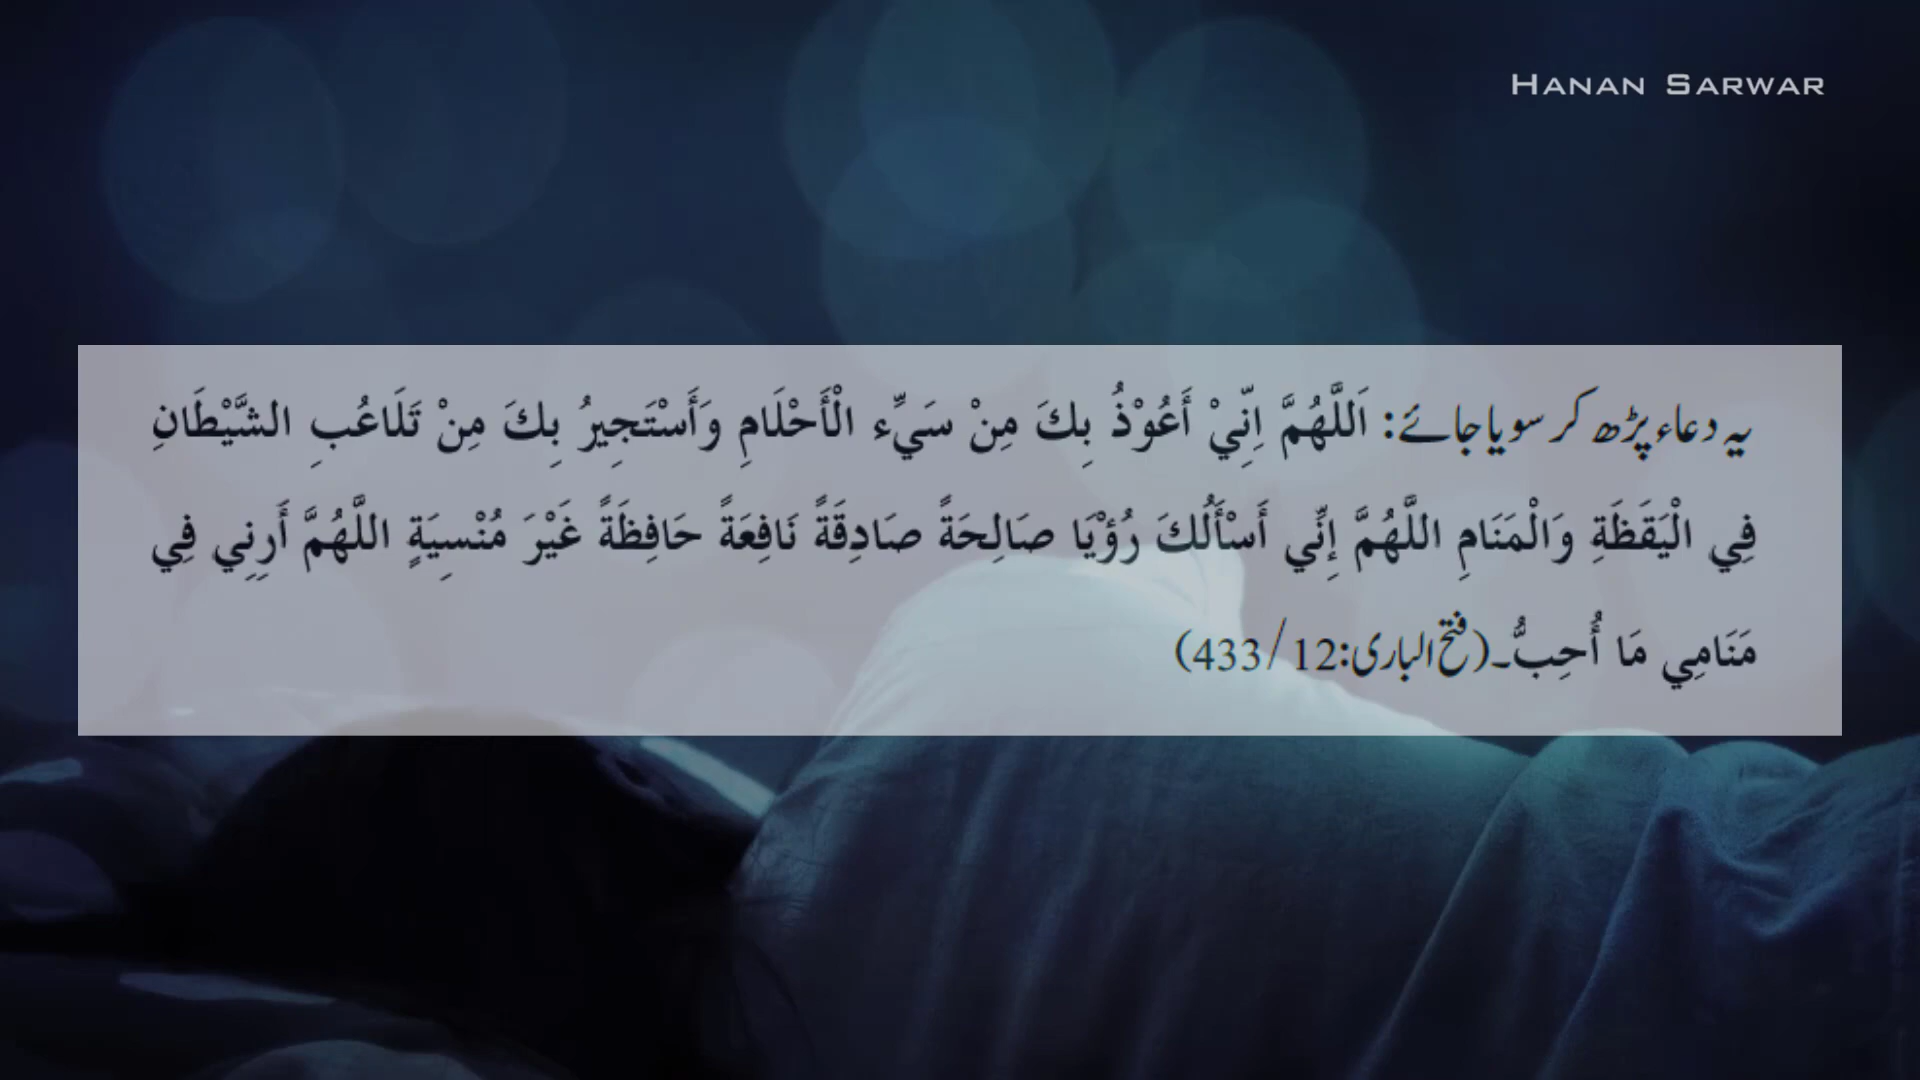 HANAN SARWAR
یہ دعاء پڑھ کر سویا جائے: اَللَّهُمَّ اِنِّيْ أَعُوْذُ بِكَ مِنْ سَيِّء الْأَحْلَامِ وَأَسْتَجِيرُ بِكَ مِنْ تَلَاعُبِ الشَّيْطَانِ
فِي الْيَقَظَةِ وَالْمَنَامِ اللَّهُمَّ إِنِّي أَسْأَلُكَ رُؤْيَا صَالِحَةً صَادِقَةً نَافِعَةً حَافِظَةً غَيْرَ مُنْسِيَةٍ اللَّهُمَّ أَرِنِي فِي
مَنَامِي مَا أُحِبُّ۔(فتح الباری:12/433)